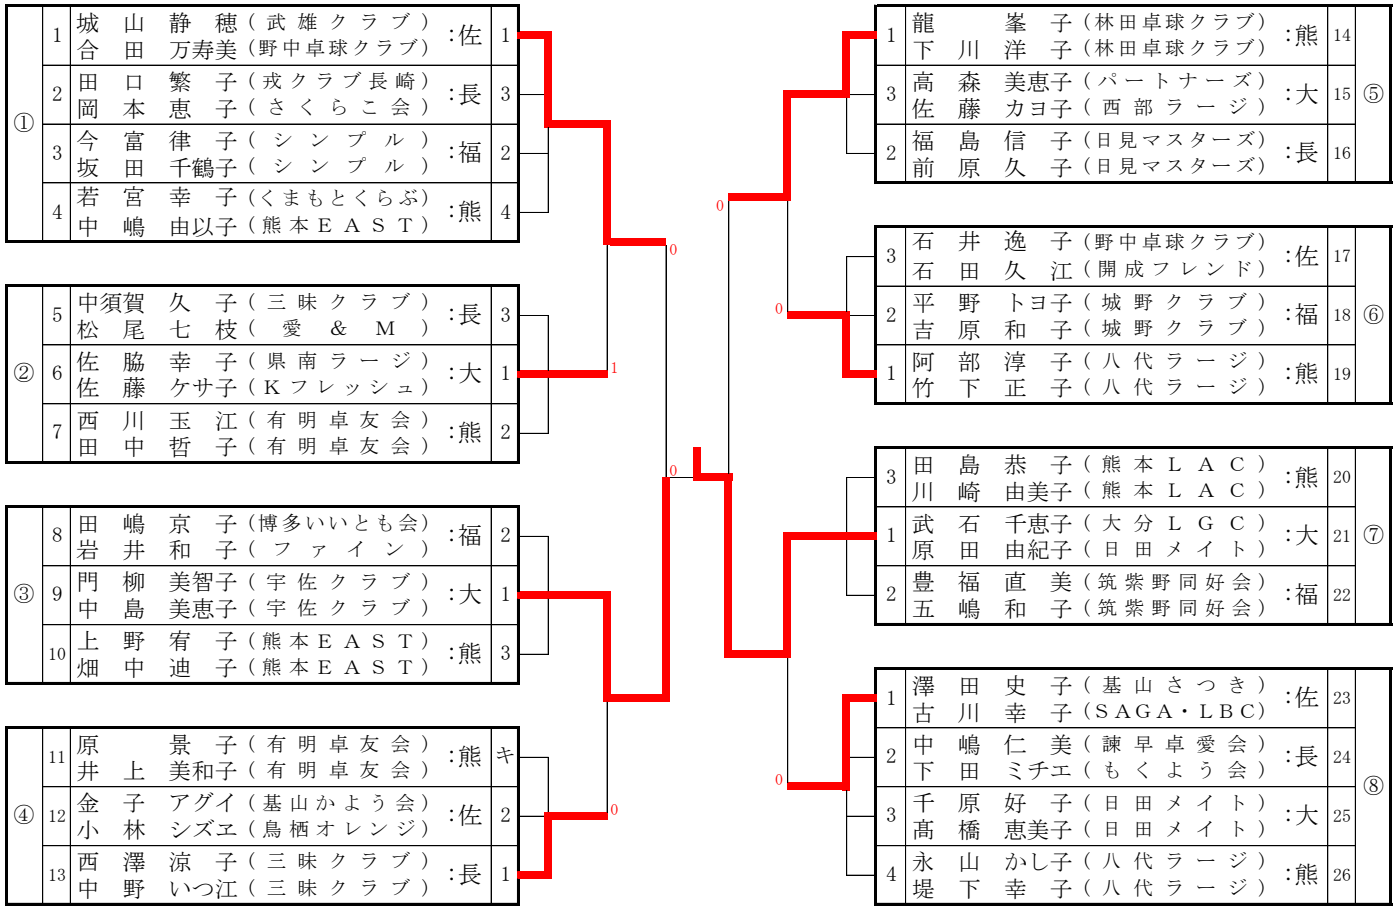 ①
1 城山静穂(武雄クラブ) :佐 1
合田万寿美(野中卓球クラブ)
2 田口繁子(戎クラブ長崎) :長 3
岡本恵子(さくらこ会)
3 今富律子(シンプル) :福 2
坂田千鶴子(シンプル)
4 若宮幸子(くまもとくらぶ) :熊 4
中嶋由以子(熊本EAST)
②
5 中須賀久子(三昧クラブ) :長 3
松尾七枝(愛&M)
6 佐脇幸子(県南ラージ) :大 1
佐藤ケサ子(Kフレッシュ)
7 西川玉江(有明卓友会) :熊 2
田中哲子(有明卓友会)
③
8 田嶋京子(博多いいとも会) :福 2
岩井和子(ファイン)
9 門柳美智子(宇佐クラブ) :大 1
中島美恵子(宇佐クラブ)
10 上野宥子(熊本EAST) :熊 3
畑中迪子(熊本EAST)
④
11 原景子(有明卓友会) :熊 キ
井上美和子(有明卓友会)
12 金子アグイ(基山かよう会) :佐 2
小林シズヱ(鳥栖オレンジ)
13 西澤涼子(三昧クラブ) :長 1
中野いつ江(三昧クラブ)
0
1
0
0
0
0
0
1 龍峯子(林田卓球クラブ) :熊 14
下川洋子(林田卓球クラブ)
3 高森美恵子(パートナーズ) :大 15
佐藤カヨ子(西部ラージ)
2 福島信子(日見マスターズ) :長 16
前原久子(日見マスターズ)
⑤
3 石井逸子(野中卓球クラブ) :佐 17
石田久江(開成フレンド)
2 平野トヨ子(城野クラブ) :福 18
吉原和子(城野クラブ)
1 阿部淳子(八代ラージ) :熊 19
竹下正子(八代ラージ)
⑥
3 田島恭子(熊本LAC) :熊 20
川崎由美子(熊本LAC)
1 武石千恵子(大分LGC) :大 21
原田由紀子(日田メイト)
2 豊福直美(筑紫野同好会) :福 22
五嶋和子(筑紫野同好会)
⑦
1 澤田史子(基山さつき) :佐 23
古川幸子(SAGA・LBC)
2 中嶋仁美(諫早卓愛会) :長 24
下田ミチエ(もくよう会)
3 千原好子(日田メイト) :大 25
髙橋恵美子(日田メイト)
4 永山かし子(八代ラージ) :熊 26
堤下幸子(八代ラージ)
⑧